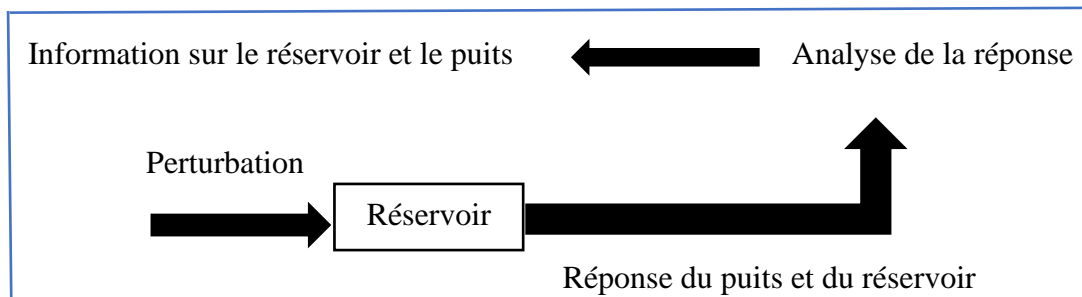 Information sur le réservoir et le puits
Analyse de la réponse
Perturbation
Réservoir
Réponse du puits et du réservoir